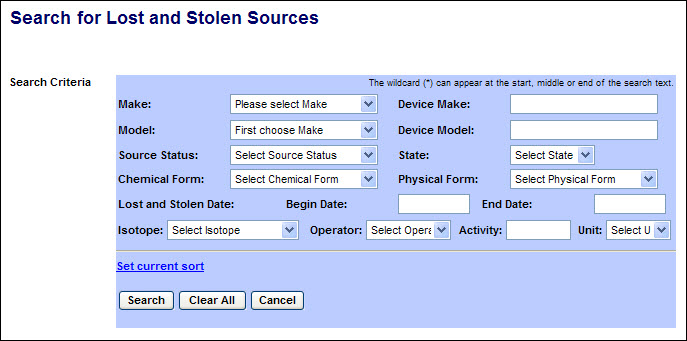 Search for Lost and Stolen Sources
Search Criteria
The wildcard (*) can appear at the start, middle or end of the search text.
Make: Please select Make Device Make:
Model: First choose Make Device Model:
Source Status: Select Source Status State: Select State
Chemical Form: Select Chemical Form Physical Form: Select Physical Form
Lost and Stolen Date: Begin Date: End Date:
Isotope: Select Isotope Operator: Select Opera Activity: Unit: Select U
Set current sort
Search Clear All Cancel